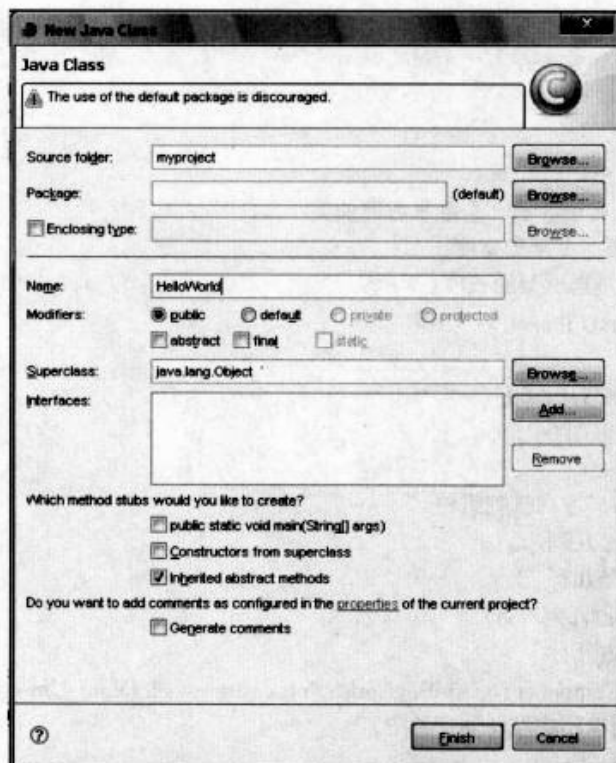 New Java Class
Java Class
The use of the default package is discouraged.
Source folder: myproject Browse...
Package: (default) Browse...
Enclosing type: Browse...
Name: HelloWorld
Modifiers: public default private protected
abstract final static
Superclass: java.lang.Object Browse...
Interfaces: Add...
Remove
Which method stubs would you like to create?
public static void main(String[] args)
Constructors from superclass
Inherited abstract methods
Do you want to add comments as configured in the properties of the current project?
Generate comments
Finish Cancel